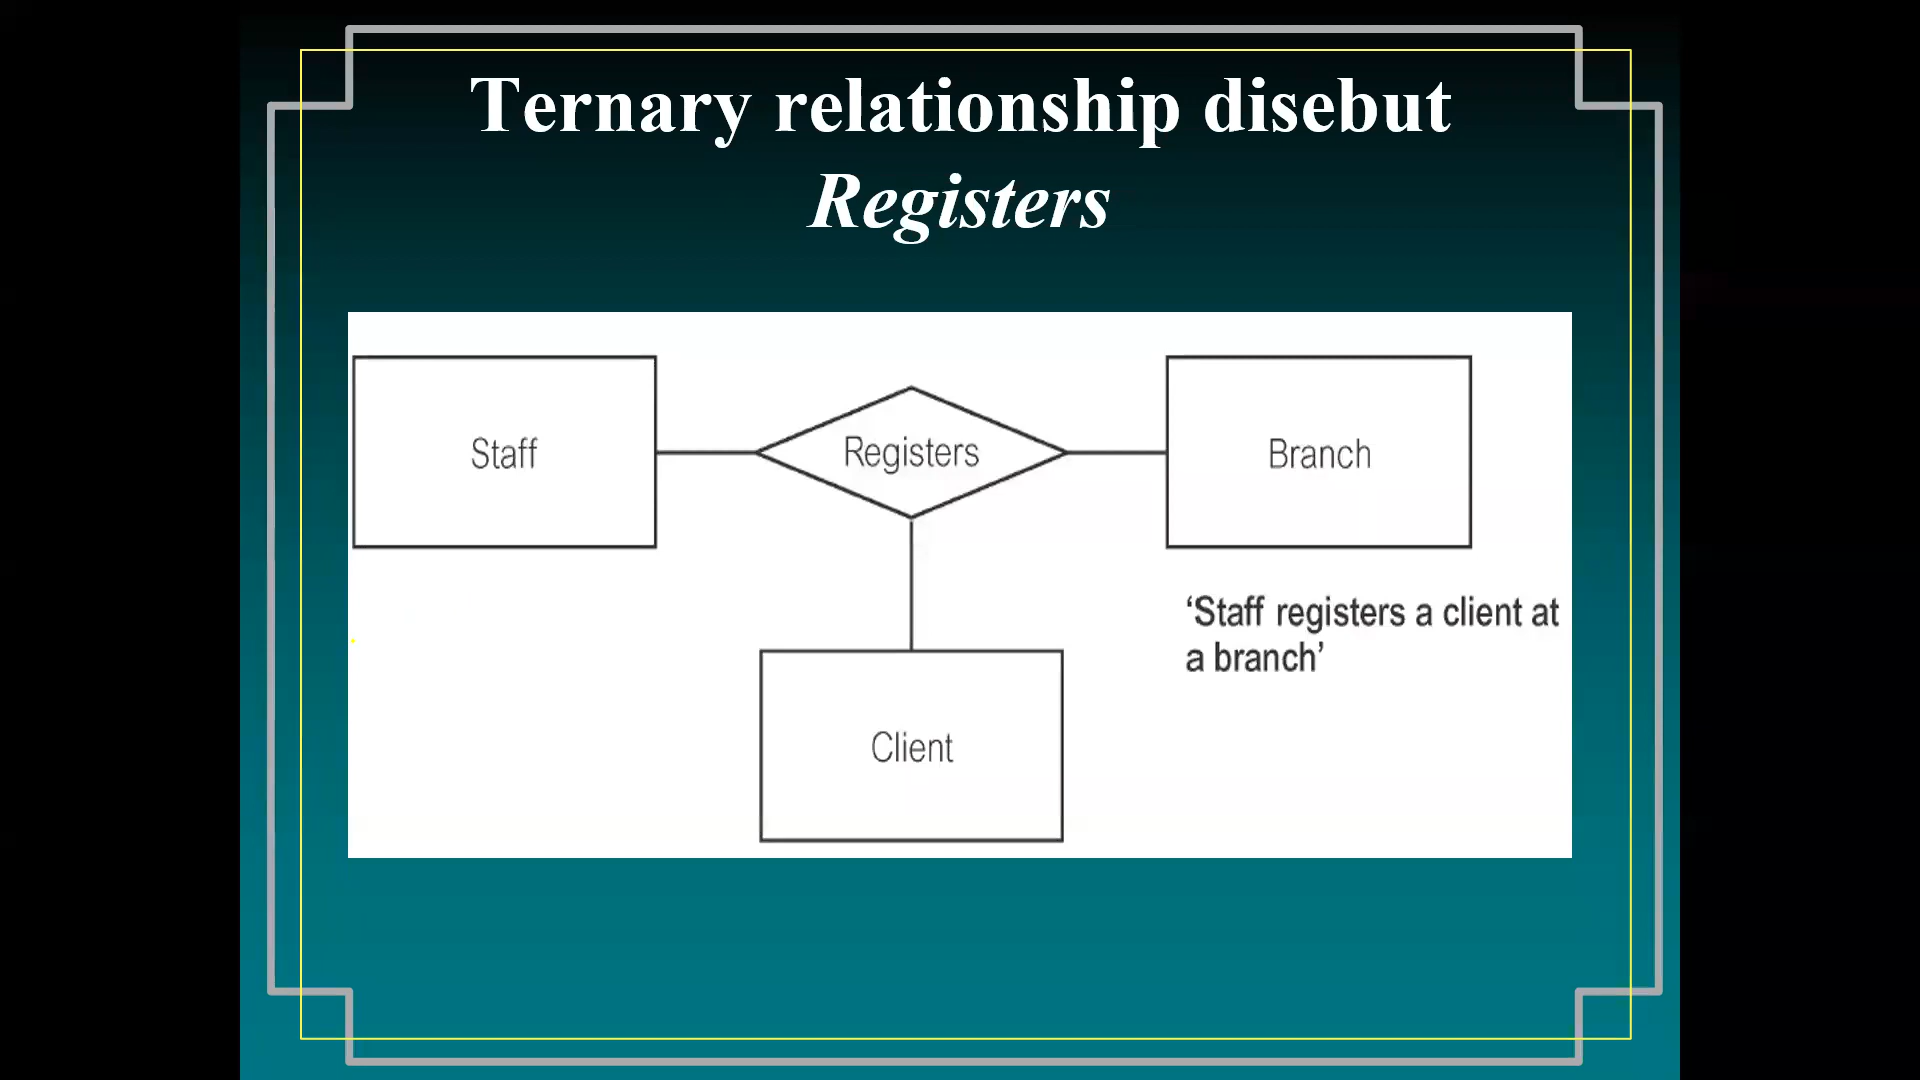 Ternary relationship disebut
Registers
Staff
Registers
Branch
‘Staff registers a client at
a branch’
Client